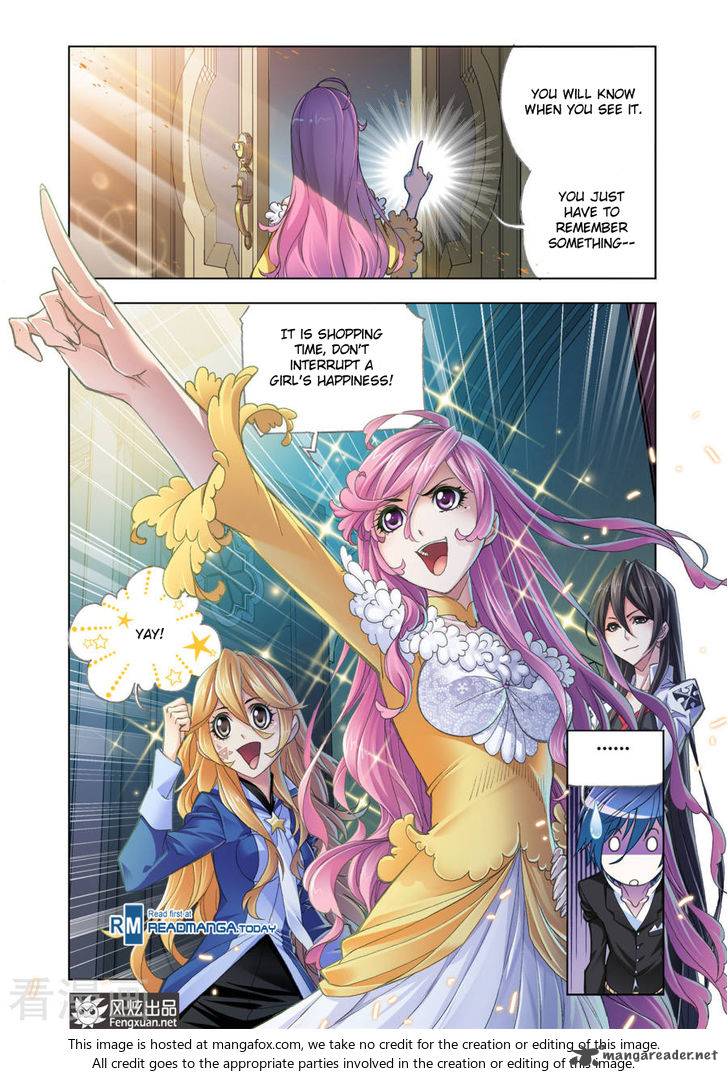 YOU WILL KNOW
WHEN YOU SEE IT.
YOU JUST
HAVE TO
REMEMBER
SOMETHING--
IT IS SHOPPING
TIME, DON'T
INTERRUPT A
GIRL'S HAPPINESS!
YAY!
......
RM
Read first at
READMANGA.TODAY
看漫画
风炫出品
Fengxuan.net
This image is hosted at mangafox.com, we take no credit for the creation or editing of this image.
All credit goes to the appropriate parties involved in the creation or editing of this image.
mangareader.net